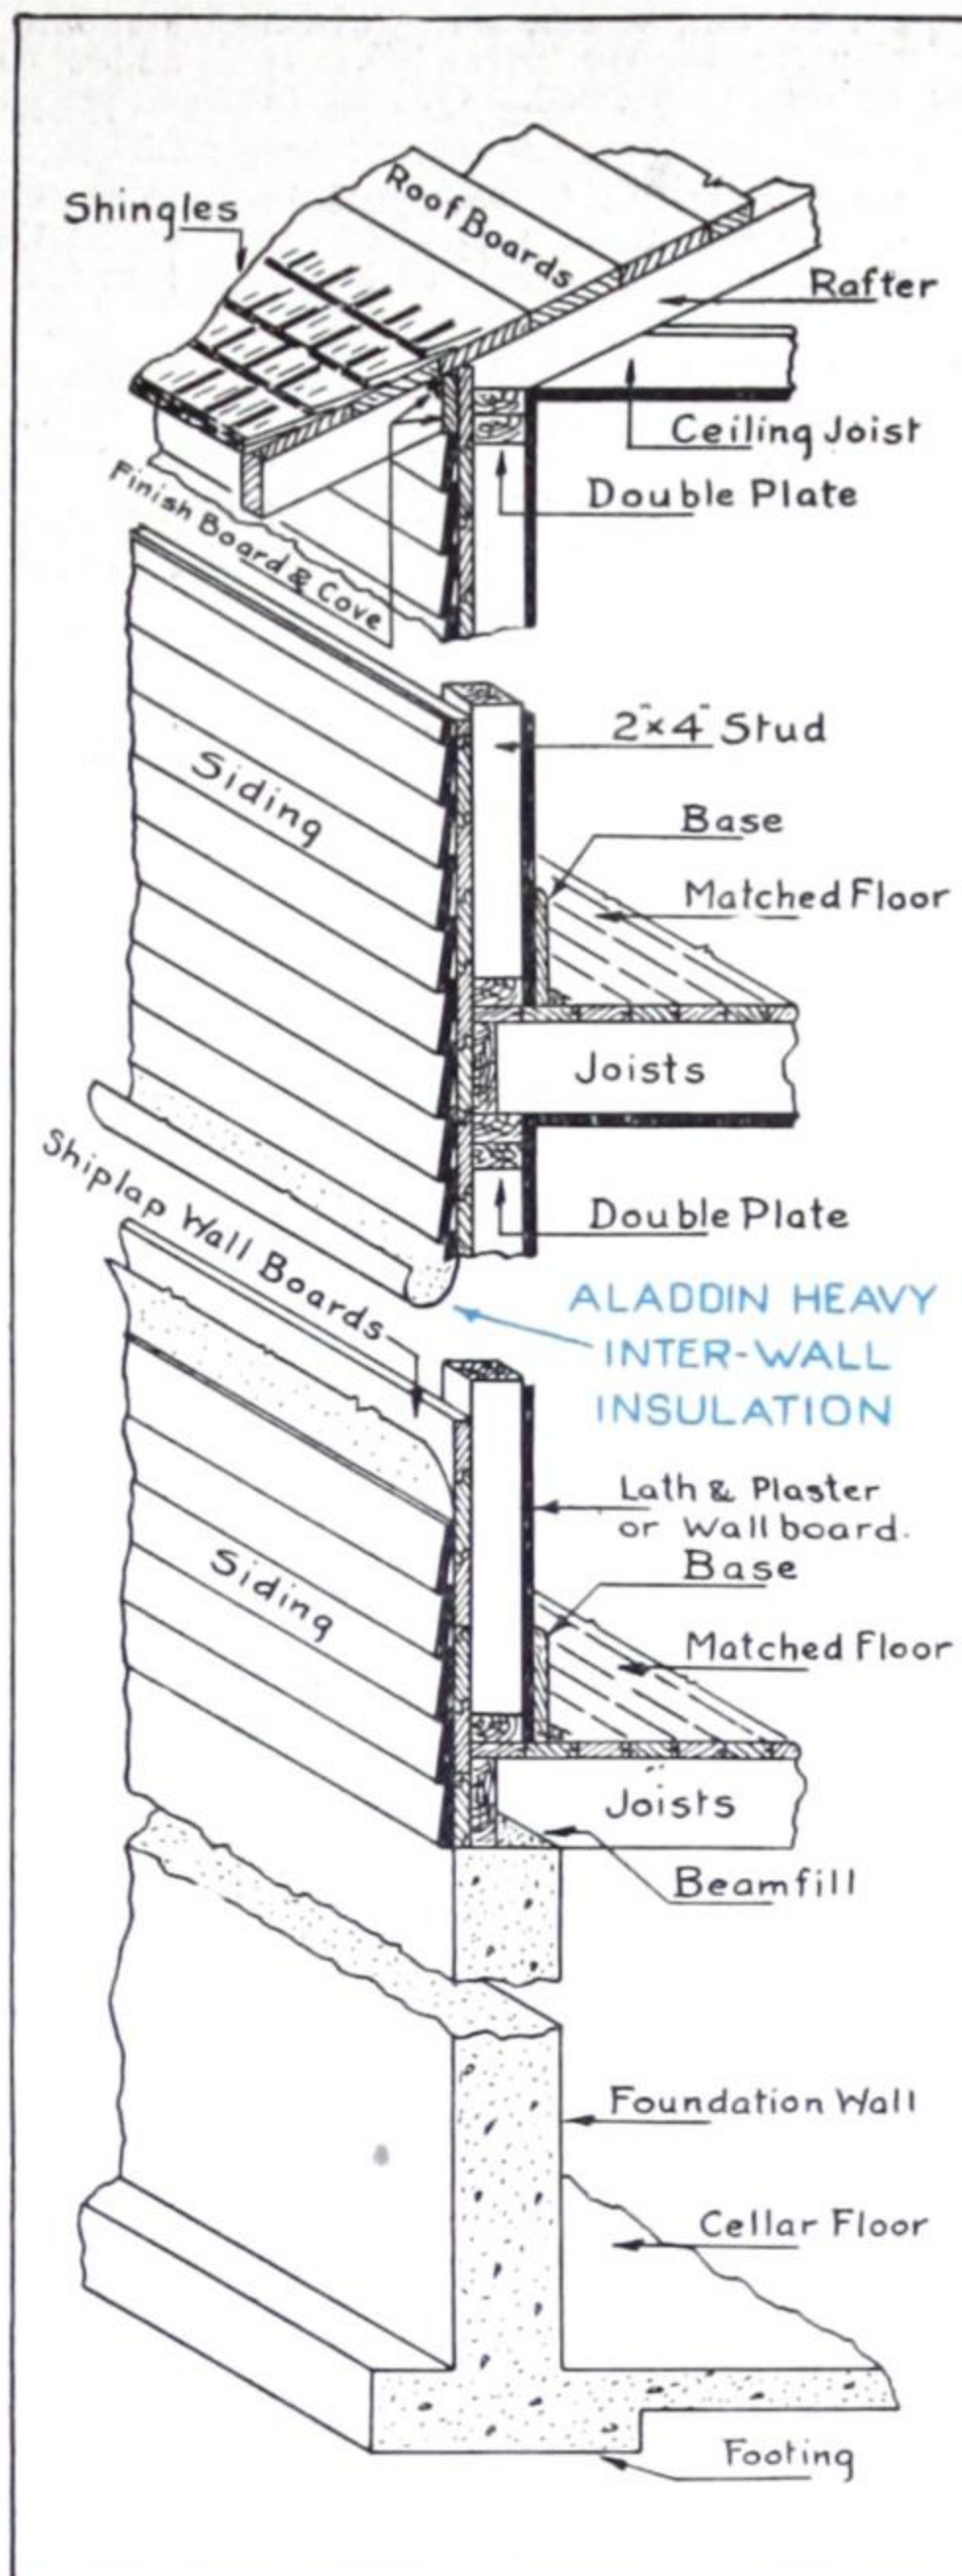 Roof Boards
Shingles
Rafter
Ceiling Joist
Double Plate
Finish Board & Cove
2"x4" Stud
Siding
Base
Matched Floor
Joists
Shiplap Wall Boards
Double Plate
ALADDIN HEAVY
INTER-WALL
INSULATION
Lath & Plaster
or Wallboard.
Base
Siding
Matched Floor
Joists
Beamfill
Foundation Wall
Cellar Floor
Footing